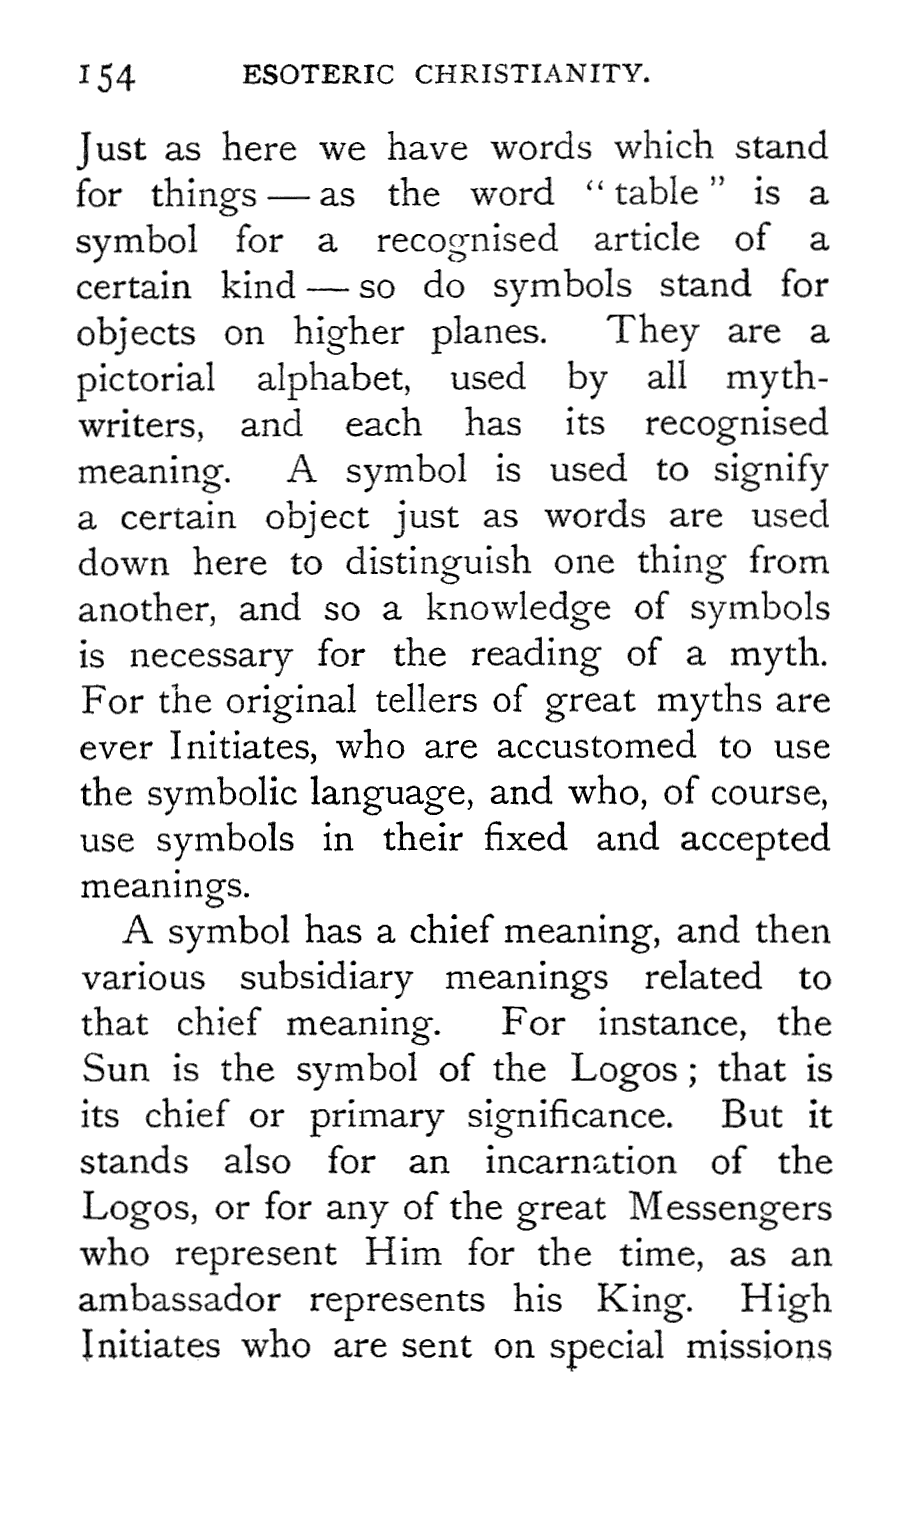 154 ESOTERIC CHRISTIANITY.
Just as here we have words which stand
for things — as the word “ table ” is a
symbol for a recognised article of a
certain kind — so do symbols stand for
objects on higher planes. They are a
pictorial alphabet, used by all myth-
writers, and each has its recognised
meaning. A symbol is used to signify
a certain object just as words are used
down here to distinguish one thing from
another, and so a knowledge of symbols
is necessary for the reading of a myth.
For the original tellers of great myths are
ever Initiates, who are accustomed to use
the symbolic language, and who, of course,
use symbols in their fixed and accepted
meanings.
A symbol has a chief meaning, and then
various subsidiary meanings related to
that chief meaning. For instance, the
Sun is the symbol of the Logos ; that is
its chief or primary significance. But it
stands also for an incarnation of the
Logos, or for any of the great Messengers
who represent Him for the time, as an
ambassador represents his King. High
Initiates who are sent on special missions